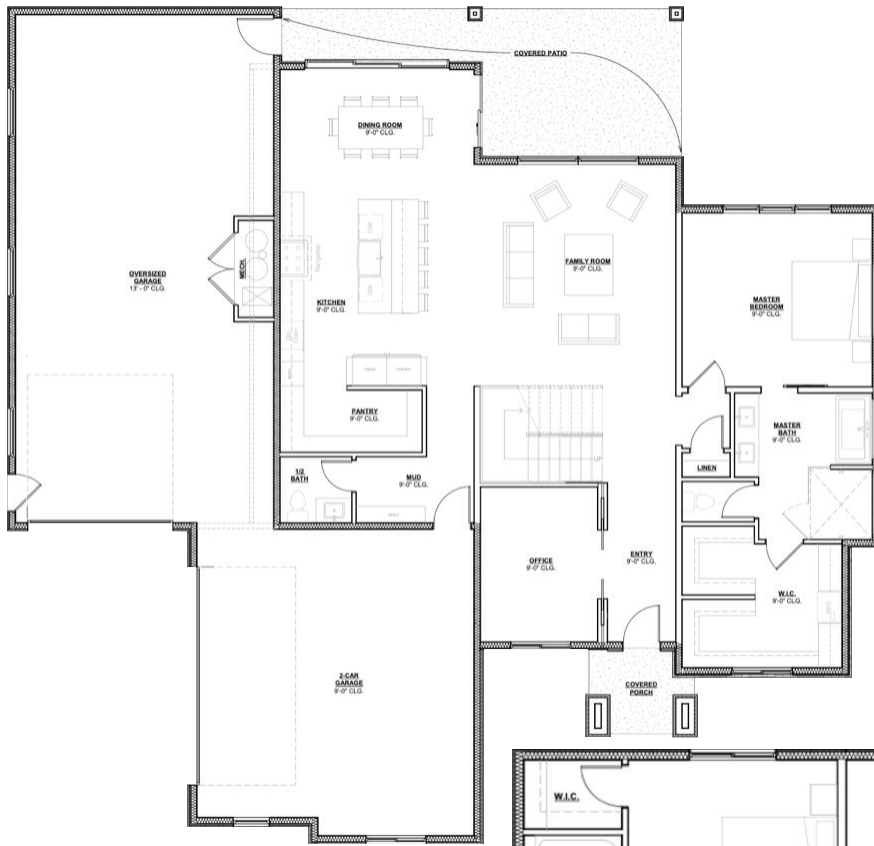 COVERED PATIO
DINING ROOM
9'-0" CLG.
OVERSIZED
GARAGE
13' - 0" CLG.
MECH.
Rangetop
DW
DW
KITCHEN
9'-0" CLG.
FAMILY ROOM
9'-0" CLG.
MASTER
BEDROOM
9'-0" CLG.
PANTRY
9'-0" CLG.
MASTER
BATH
9'-0" CLG.
UP
LINEN
1/2
BATH
MUD
9'-0" CLG.
OFFICE
9'-0" CLG.
ENTRY
9'-0" CLG.
W.I.C.
9'-0" CLG.
2-CAR
GARAGE
9'-0" CLG.
COVERED
PORCH
W.I.C.